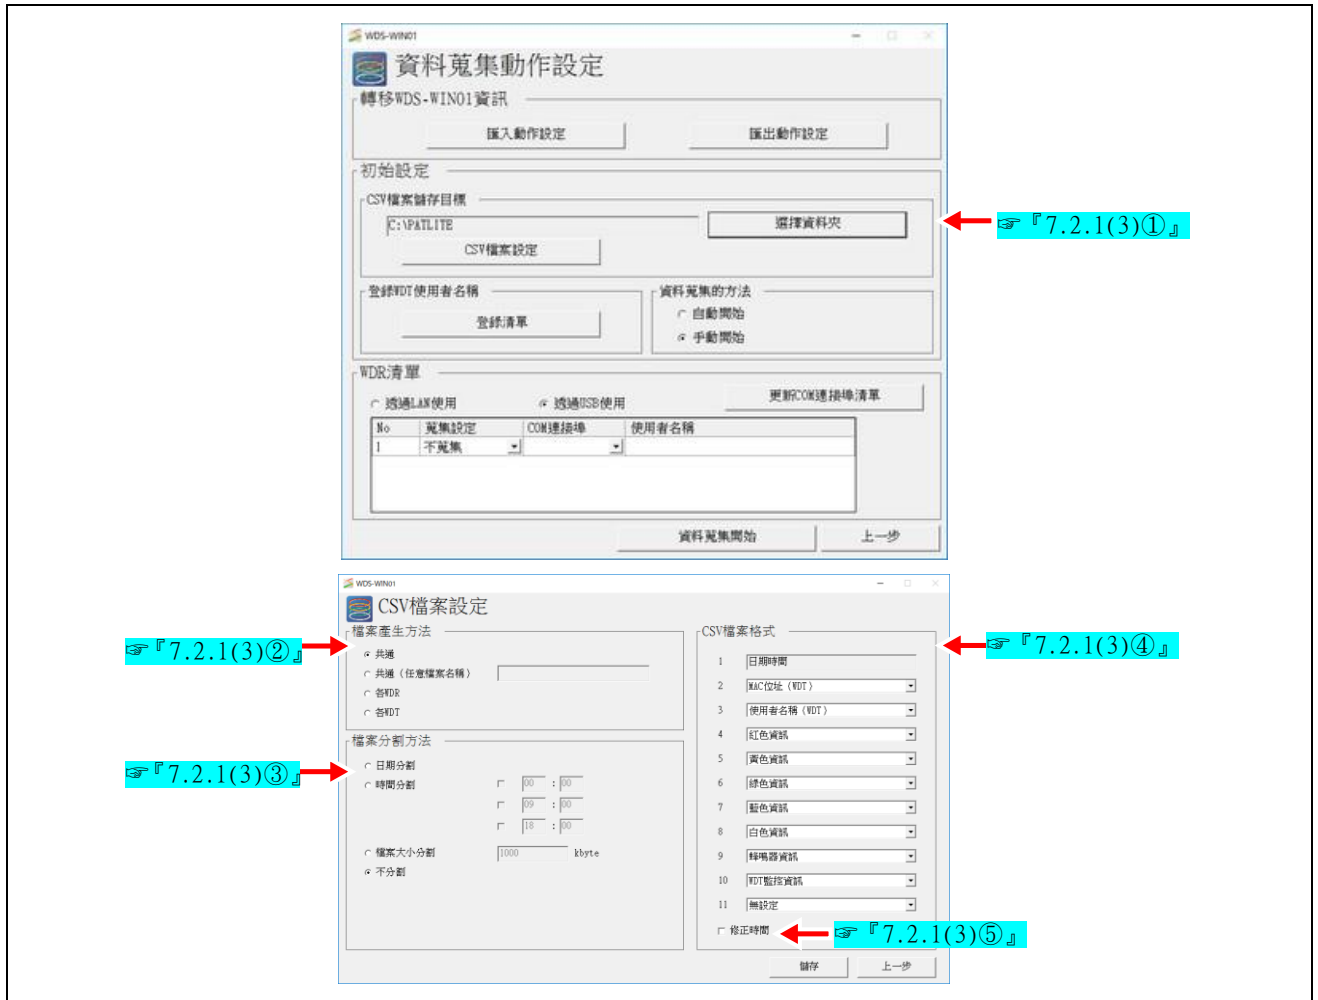 WDS-WIN01
資料蒐集動作設定
轉移WDS-WIN01資訊
匯入動作設定 匯出動作設定
初始設定
CSV檔案儲存目標
C:\PATLITE 選擇資料夾
☞『7.2.1(3)①』
CSV檔案設定
登錄WDT使用者名稱
登錄清單
資料蒐集的方法
自動開始
手動開始
WDR清單
透過LAN使用 透過USB使用 更新COM連接埠清單
No 蒐集設定 COM連接埠 使用者名稱
1 不蒐集
資料蒐集開始 上一步
WDS-WIN01
CSV檔案設定
檔案產生方法
☞『7.2.1(3)②』
共通
共通（任意檔案名稱）
各WDR
各WDT
檔案分割方法
☞『7.2.1(3)③』
日期分割
時間分割 00 : 00
09 : 00
18 : 00
檔案大小分割 1000 kbyte
不分割
CSV檔案格式
☞『7.2.1(3)④』
1 日期時間
2 MAC位址（WDT）
3 使用者名稱（WDT）
4 紅色資訊
5 黃色資訊
6 綠色資訊
7 藍色資訊
8 白色資訊
9 蜂鳴器資訊
10 WDT監控資訊
11 無設定
修正時間
☞『7.2.1(3)⑤』
儲存 上一步